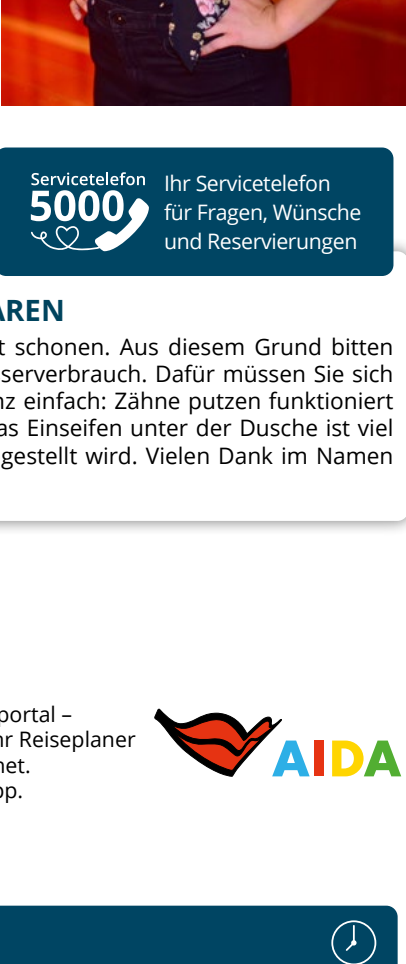 Servicetelefon
5000
Ihr Servicetelefon
für Fragen, Wünsche
und Reservierungen
AREN
t schonen. Aus diesem Grund bitten
serverbrauch. Dafür müssen Sie sich
nz einfach: Zähne putzen funktioniert
as Einseifen unter der Dusche ist viel
gestellt wird. Vielen Dank im Namen
portal –
hr Reiseplaner
net.
pp.
AIDA